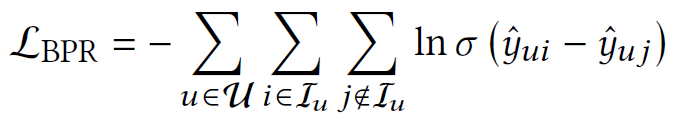 ℒ_BPR = − ∑_{u∈𝒰} ∑_{i∈ℐ_u} ∑_{j∉ℐ_u} ln σ (ŷ_{ui} − ŷ_{uj})